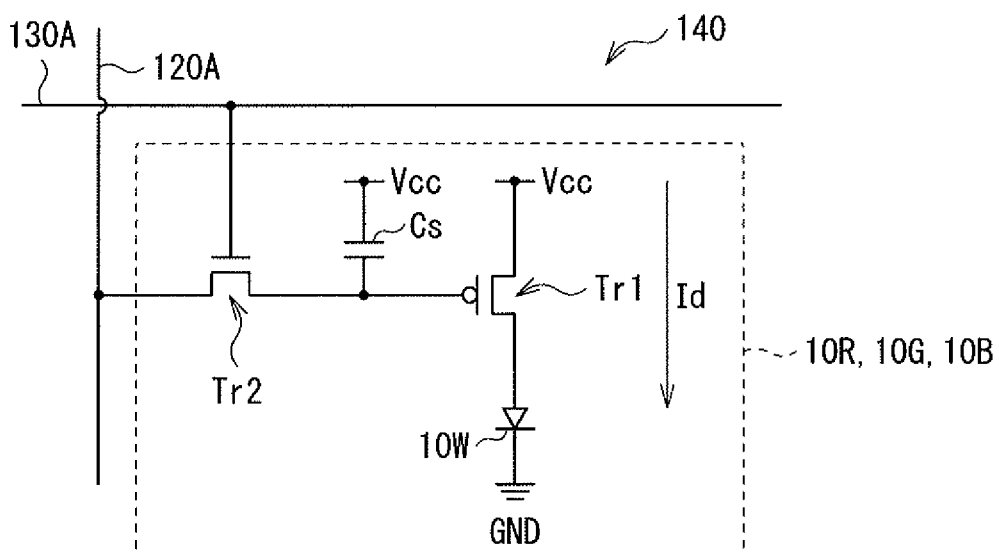 130A
120A
140
Vcc
Vcc
Cs
Tr1
Id
Tr2
10R, 10G, 10B
10W
GND